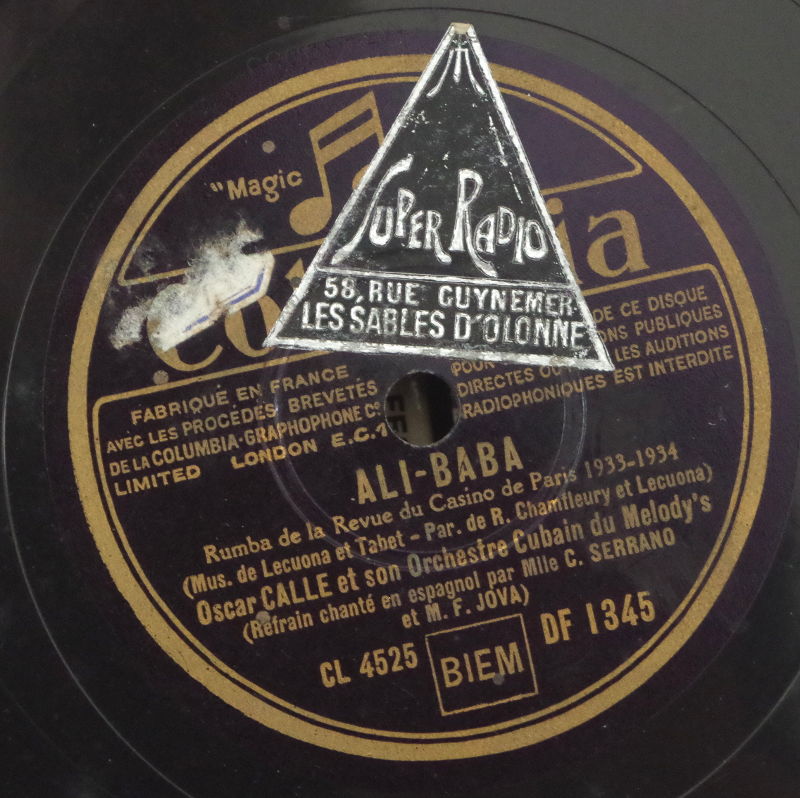 "Magic
SUPER RADIO
58, RUE GUYNEMER
LES SABLES D'OLONNE
FABRIQUÉ EN FRANCE
AVEC LES PROCÉDÉS BREVETÉS
DE LA COLUMBIA-GRAPHOPHONE Co
LIMITED LONDON E.C.1
DE CE DISQUE
ONS PUBLIQUES
POUR LES AUDITIONS
DIRECTES OU
RADIOPHONIQUES EST INTERDITE
ALI-BABA
Rumba de la Revue du Casino de Paris 1933-1934
(Mus. de Lecuona et Tabet - Par. de R. Chamfleury et Lecuona)
Oscar CALLE et son Orchestre Cubain du Melody's
(Refrain chanté en espagnol par Mlle C. SERRANO
et M. F. JOVA)
CL 4525 BIEM DF 1345